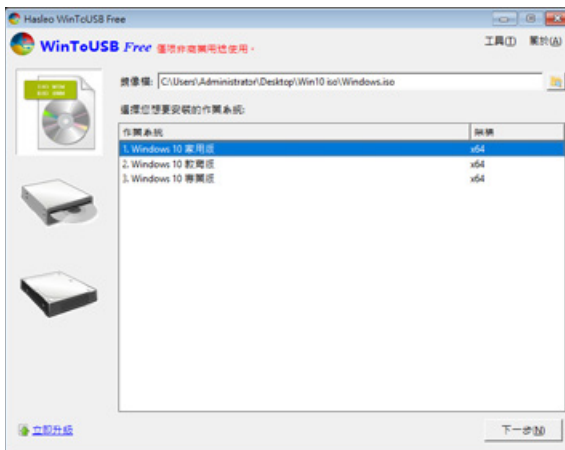 Hasleo WinToUSB Free
WinToUSB Free 僅限非商業用途使用。
工具(T) 關於(A)
鏡像檔: C:\Users\Administrator\Desktop\Win10 iso\Windows.iso
選擇您想要安裝的作業系統:
作業系統 架構
1. Windows 10 家用版 x64
2. Windows 10 教育版 x64
3. Windows 10 專業版 x64
立即升級
下一步(N)